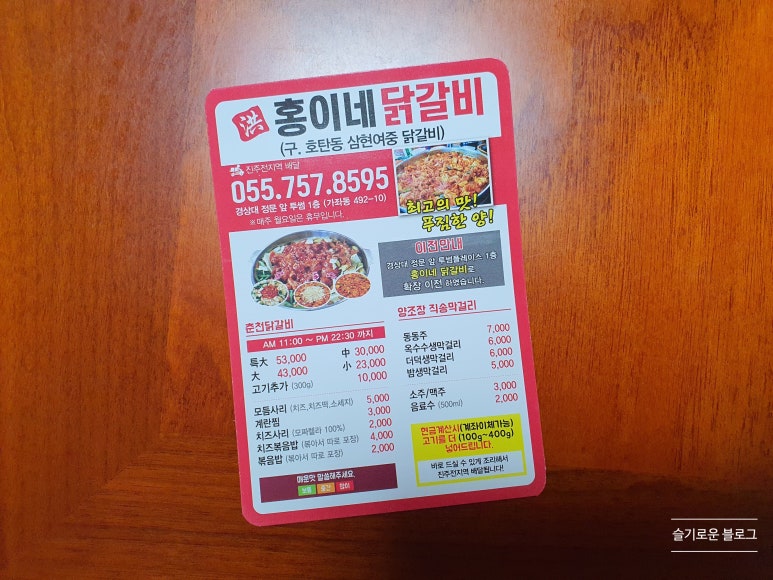 洪 홍이네 닭갈비
(구. 호탄동 삼현여중 닭갈비)
진주전지역 배달
055.757.8595
경상대 정문 앞 투썸 1층 (가좌동 492-10)
※매주 월요일은 휴무입니다.
최고의 맛!
푸짐한 양!
이전안내
경상대 정문 앞 투썸플레이스 1층
홍이네 닭갈비로
확장 이전 하였습니다.
춘천닭갈비
AM 11:00 ~ PM 22:30 까지
특大 53,000 中 30,000
大 43,000 小 23,000
고기추가 (300g) 10,000
모듬사리 (치즈,치즈떡,소세지) 5,000
계란찜 3,000
치즈사리 (모짜렐라 100%) 2,000
치즈볶음밥 (볶아서 따로 포장) 4,000
볶음밥 (볶아서 따로 포장) 2,000
매운맛 말씀해주세요.
보통 중간 많이
양조장 직송막걸리
동동주 7,000
옥수수생막걸리 6,000
더덕생막걸리 6,000
밤생막걸리 5,000
소주/맥주 3,000
음료수 (500ml) 2,000
현금계산시(계좌이체가능)
고기를 더 (100g~400g)
넣어드립니다.
바로 드실 수 있게 조리해서
진주전지역 배달됩니다!
슬기로운 블로그